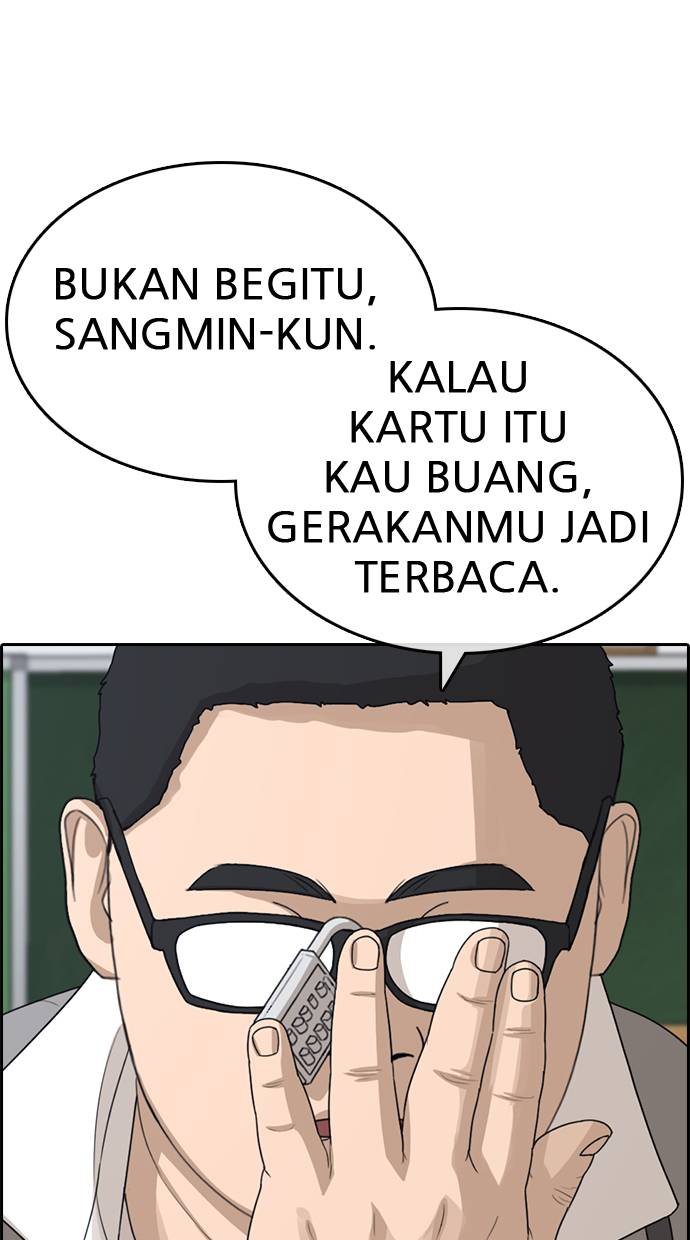 BUKAN BEGITU,
SANGMIN-KUN.
KALAU
KARTU ITU
KAU BUANG,
GERAKANMU JADI
TERBACA.